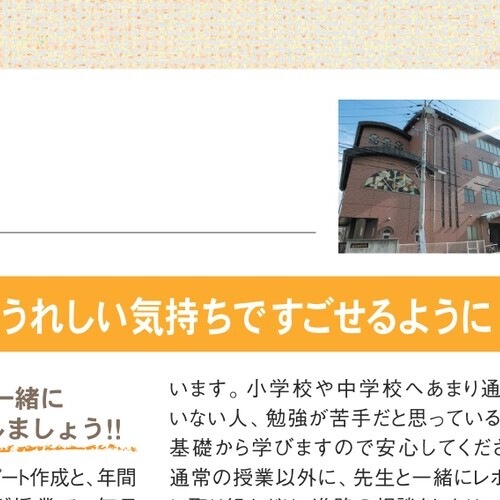 うれしい気持ちですごせるように
一緒に
しましょう!!
ート作成と、年間
います。小学校や中学校へあまり通
いない人、勉強が苦手だと思っている
基礎から学びますので安心してくださ
通常の授業以外に、先生と一緒にレポ